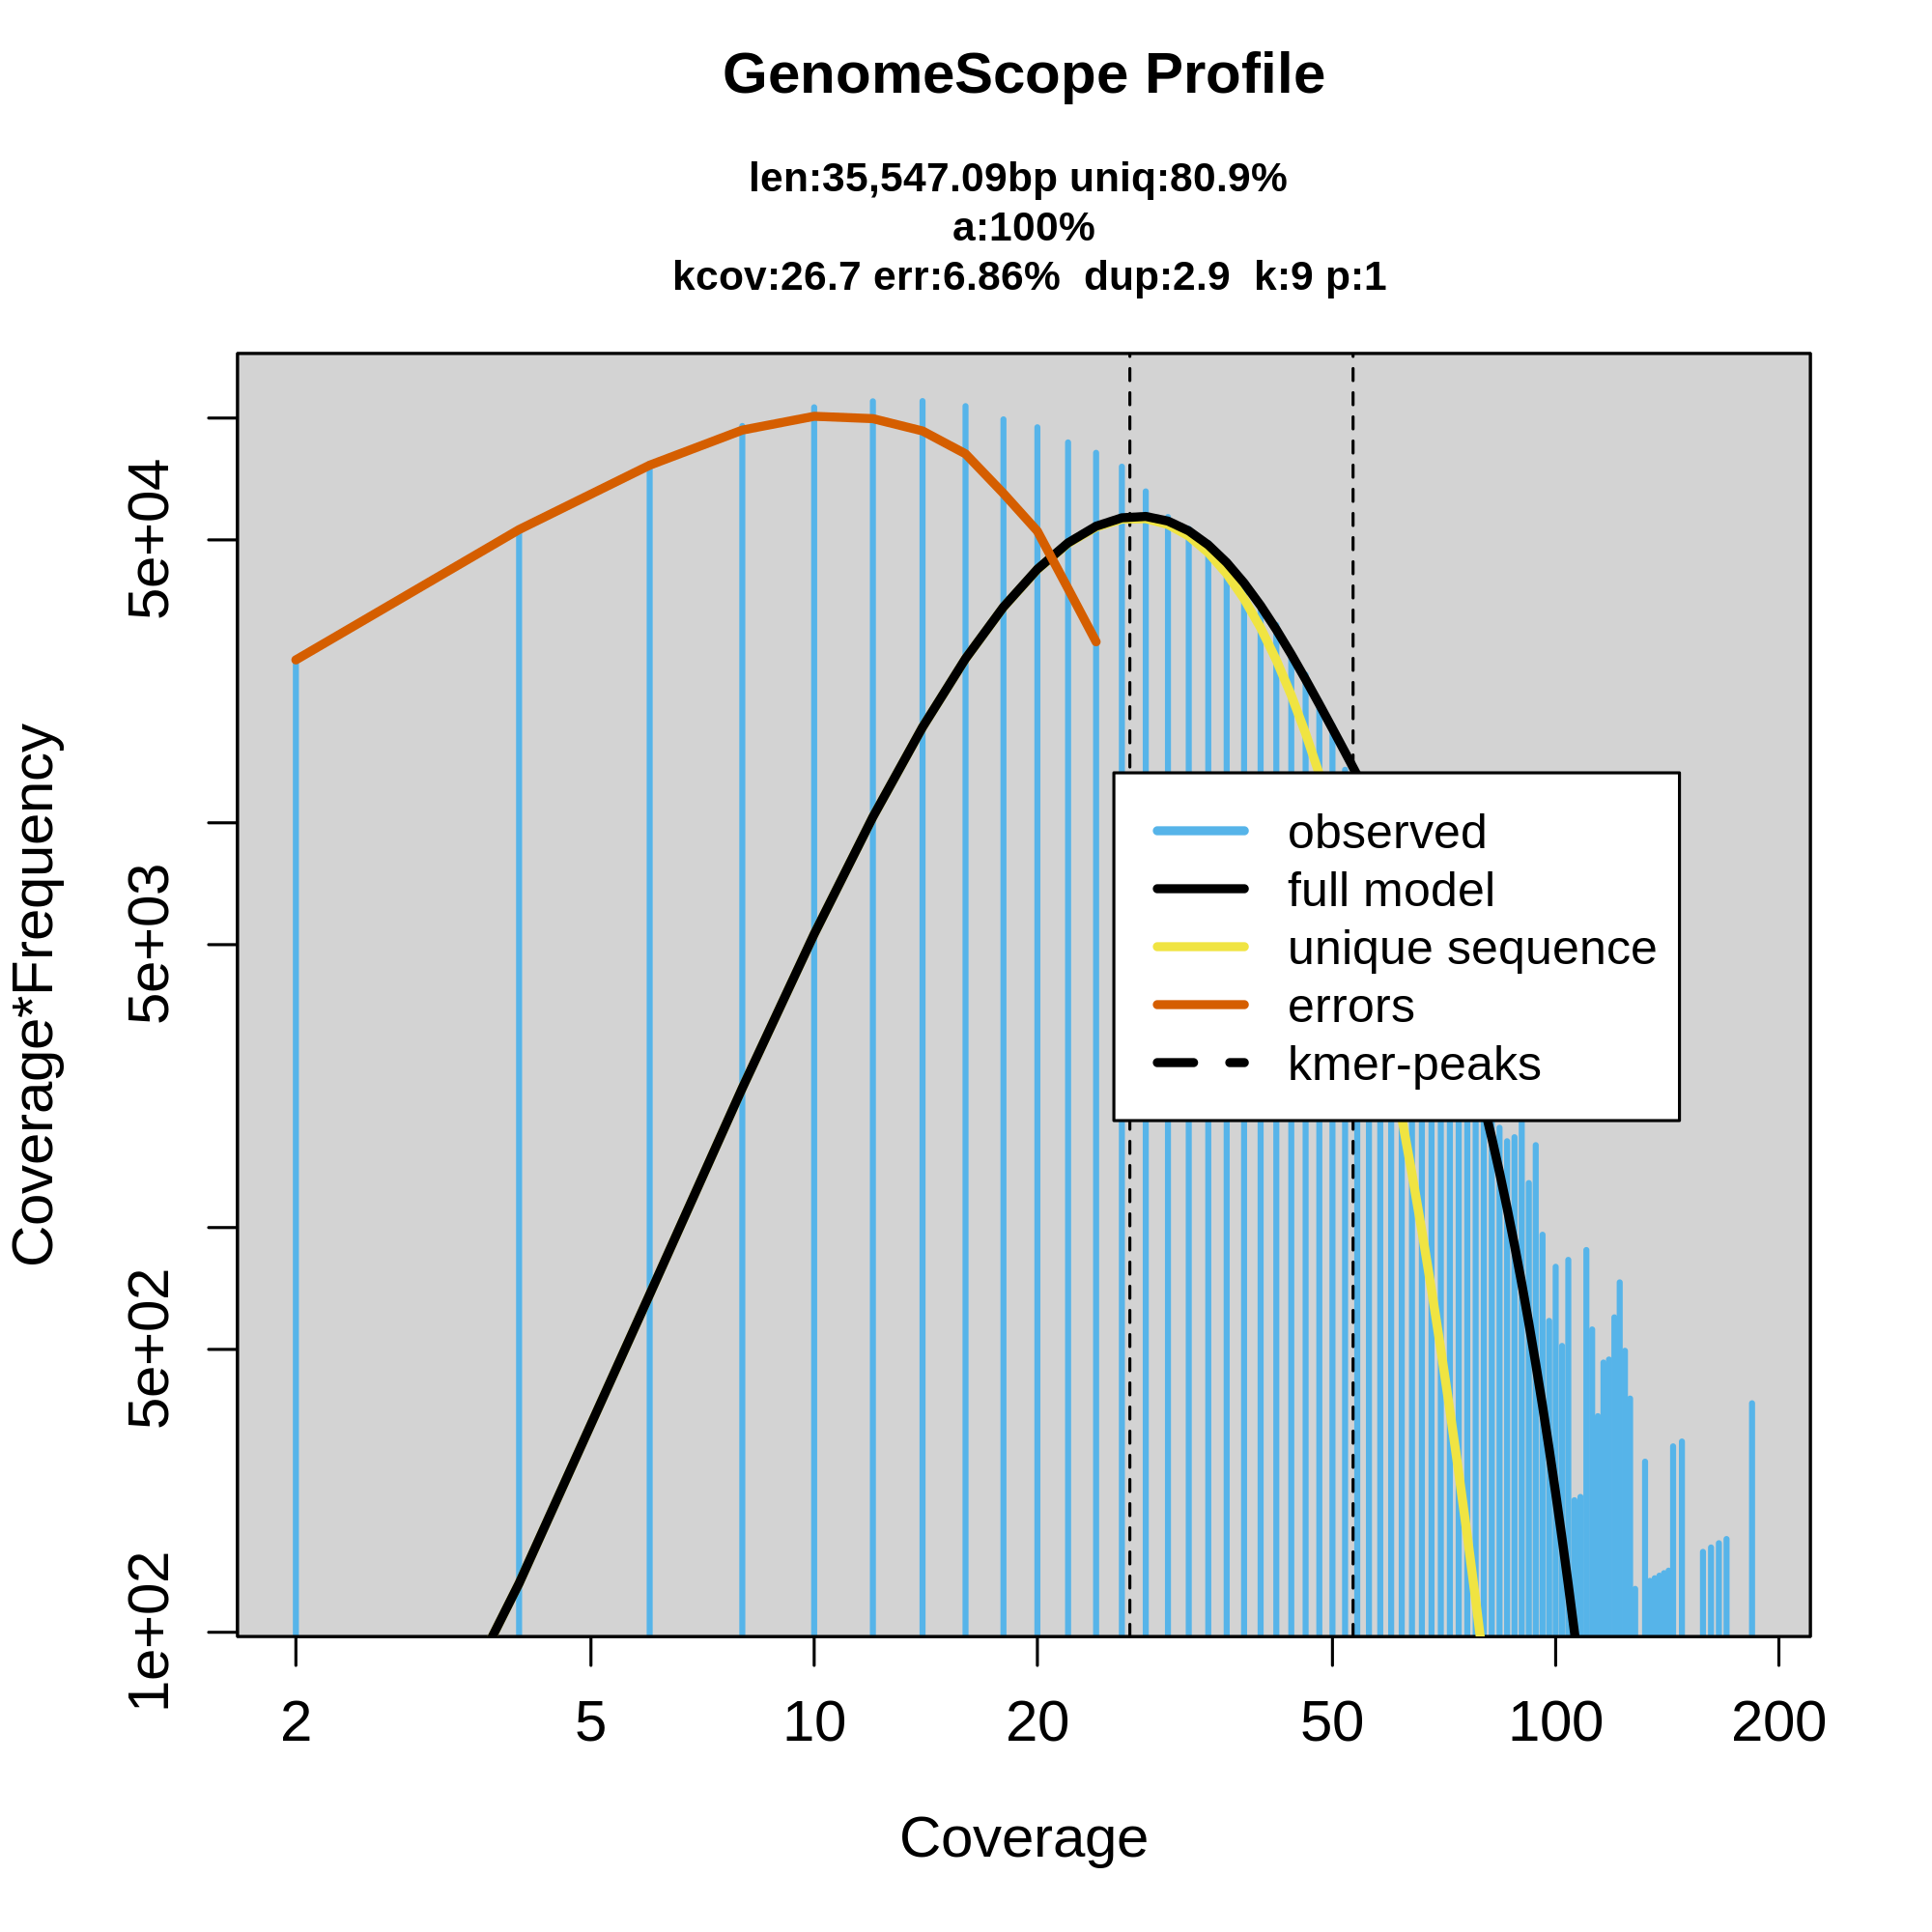 GenomeScope Profile
len:35,547.09bp uniq:80.9%
a:100%
kcov:26.7 err:6.86%  dup:2.9  k:9 p:1
Coverage*Frequency
5e+04
5e+03
5e+02
1e+02
observed
full model
unique sequence
errors
kmer-peaks
2 5 10 20 50 100 200
Coverage